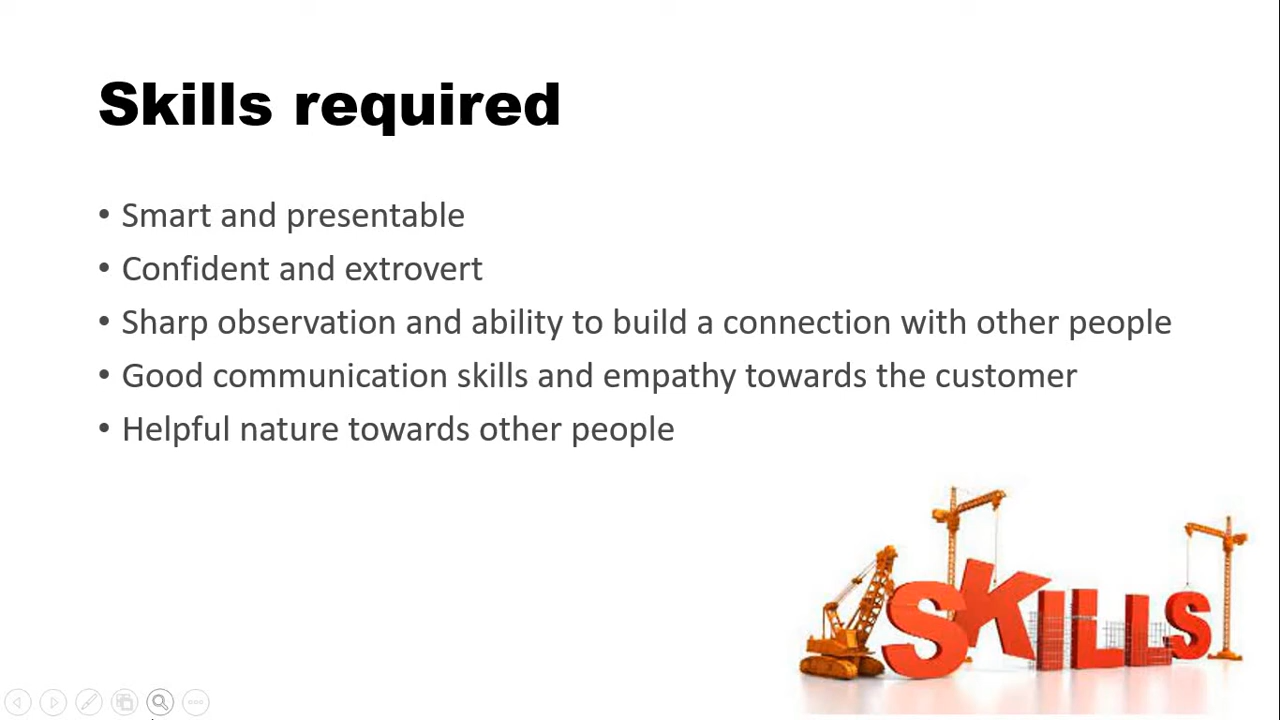 Skills required
• Smart and presentable
• Confident and extrovert
• Sharp observation and ability to build a connection with other people
• Good communication skills and empathy towards the customer
• Helpful nature towards other people
SKILLS